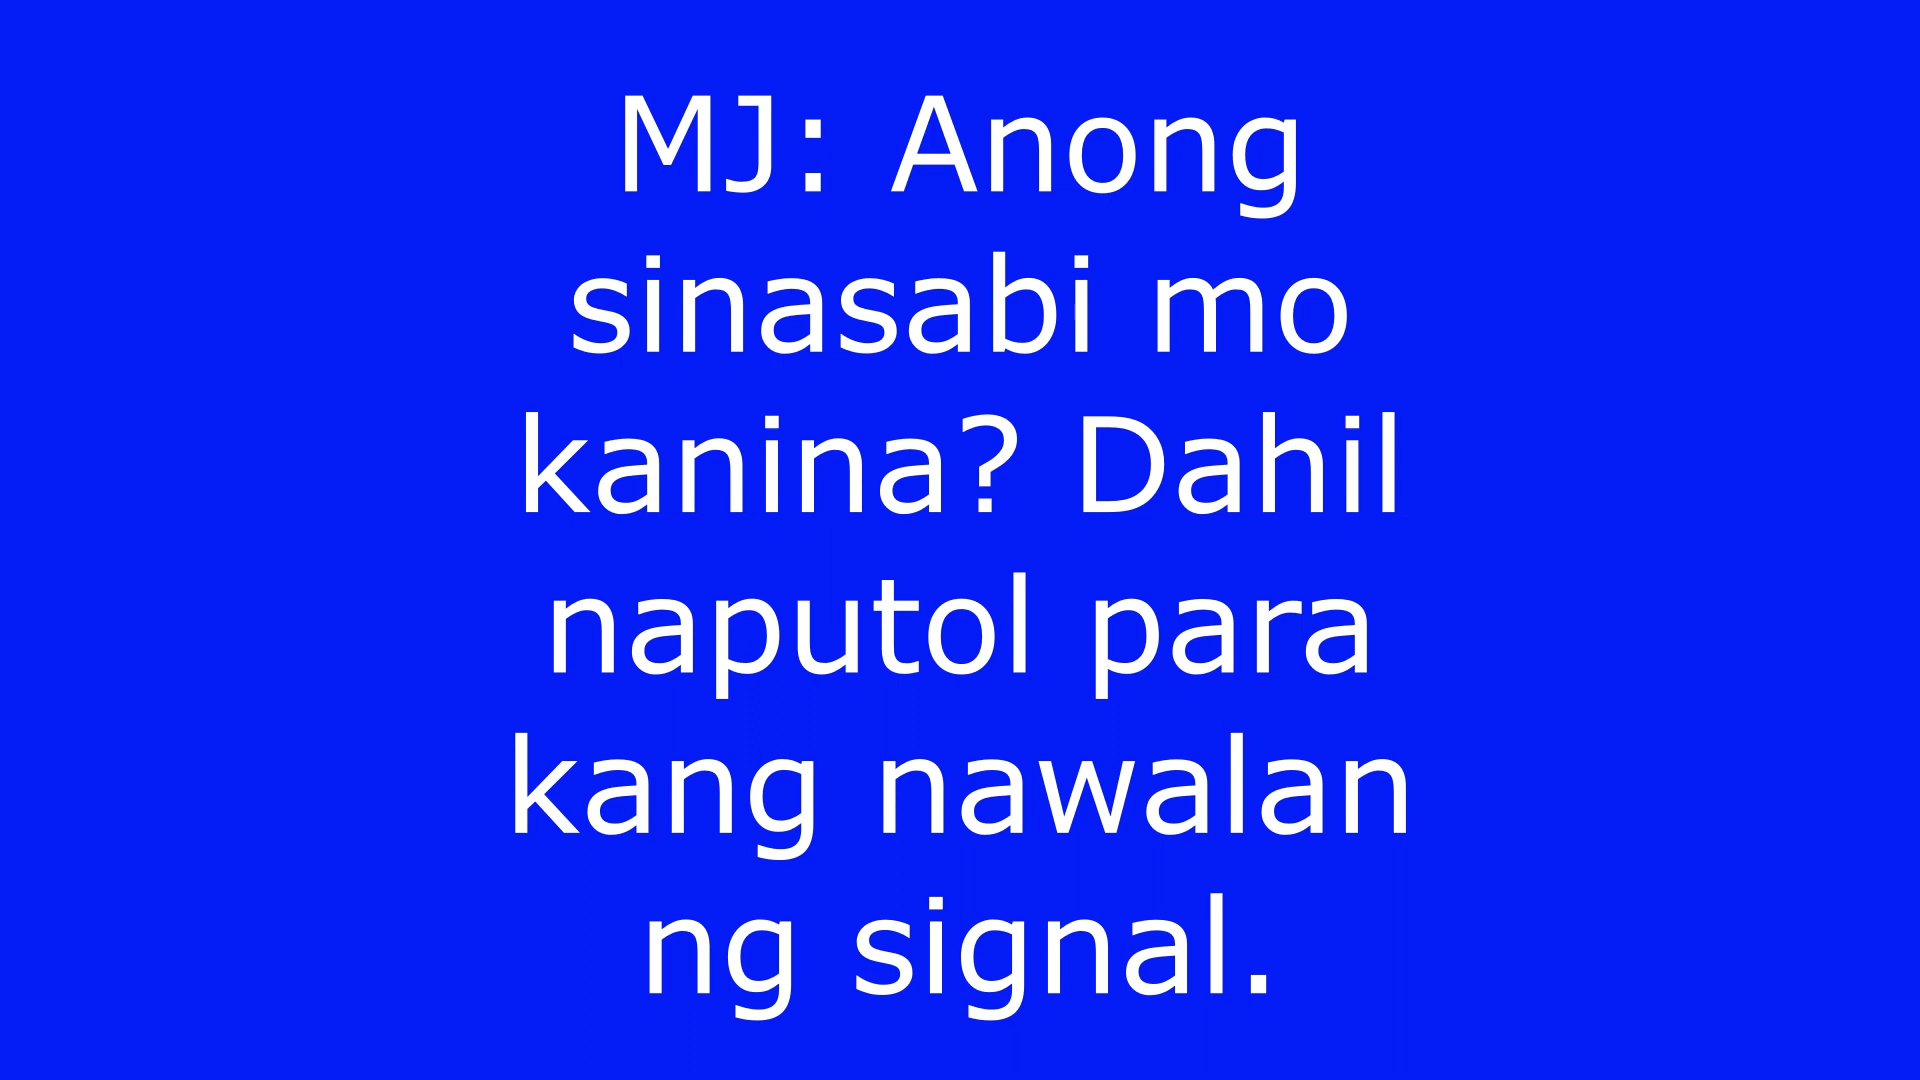 MJ: Anong
sinasabi mo
kanina? Dahil
naputol para
kang nawalan
ng signal.